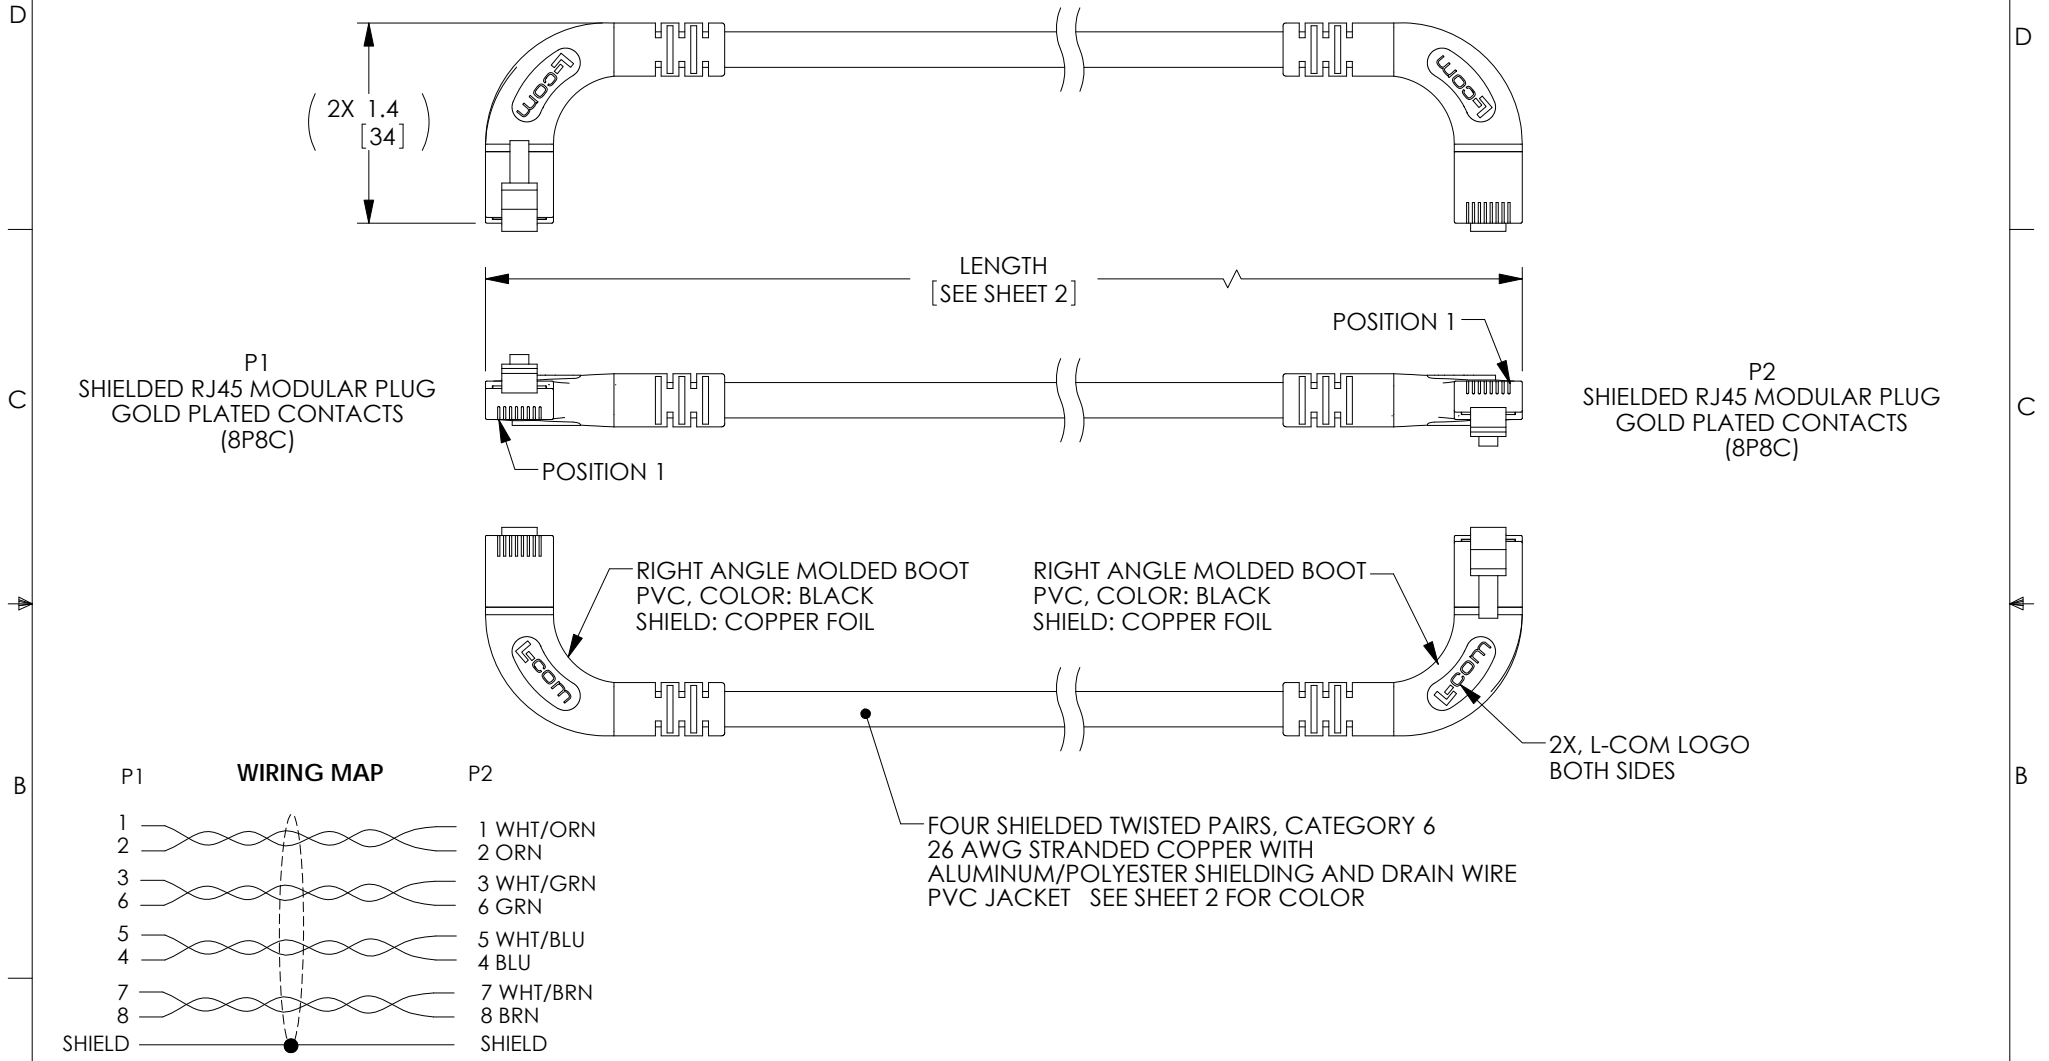 D
D
L-com
L-com
2X 1.4
[34]
LENGTH
[SEE SHEET 2]
POSITION 1
P1
SHIELDED RJ45 MODULAR PLUG
GOLD PLATED CONTACTS
(8P8C)
P2
SHIELDED RJ45 MODULAR PLUG
GOLD PLATED CONTACTS
(8P8C)
C
C
POSITION 1
RIGHT ANGLE MOLDED BOOT
PVC, COLOR: BLACK
SHIELD: COPPER FOIL
RIGHT ANGLE MOLDED BOOT
PVC, COLOR: BLACK
SHIELD: COPPER FOIL
L-com
L-com
2X, L-COM LOGO
BOTH SIDES
B
B
P1 WIRING MAP P2
1 1 WHT/ORN
2 2 ORN
3 3 WHT/GRN
6 6 GRN
5 5 WHT/BLU
4 4 BLU
7 7 WHT/BRN
8 8 BRN
SHIELD SHIELD
FOUR SHIELDED TWISTED PAIRS, CATEGORY 6
26 AWG STRANDED COPPER WITH
ALUMINUM/POLYESTER SHIELDING AND DRAIN WIRE
PVC JACKET SEE SHEET 2 FOR COLOR